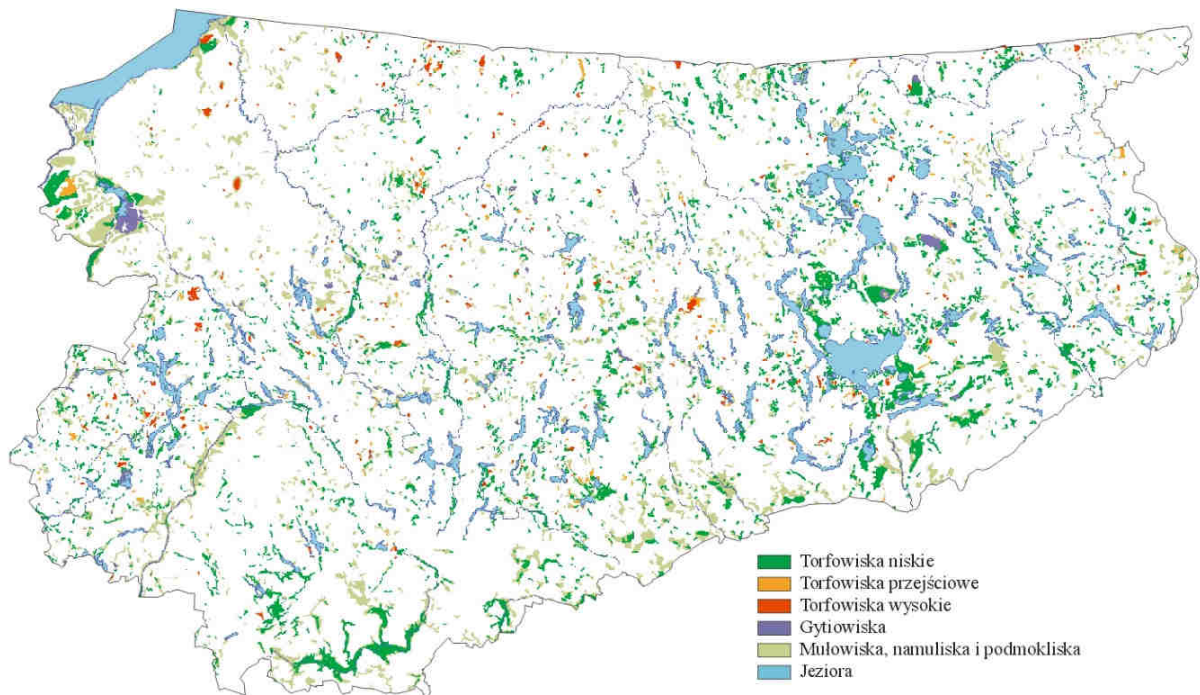 Torfowiska niskie
Torfowiska przejściowe
Torfowiska wysokie
Gytiowiska
Mułowiska, namuliska i podmokliska
Jeziora